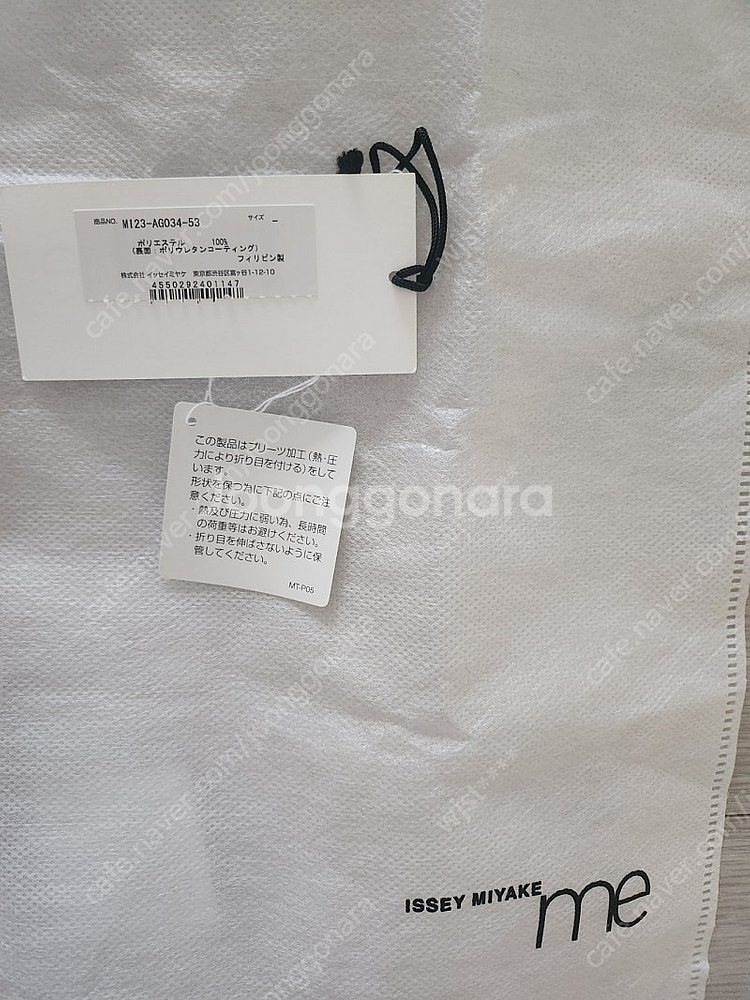 商品NO. MI23-AG034-53 サイズ –
ポリエステル 100%
(裏面:ポリウレタンコーティング)
フィリピン製
株式会社 イッセイミヤケ 東京都渋谷区富ヶ谷1-12-10
4550292401147
この製品はプリーツ加工(熱・圧
力により折り目を付ける)をして
います。
形状を保つ為に下記の点にご注
意ください。
・熱及び圧力に弱い為、長時間
の荷重等はお避けください。
・折り目を伸ばさないように保
管してください。
MT-P05
joonggonara
ISSEY MIYAKE me
cafe.naver.com/joonggonara